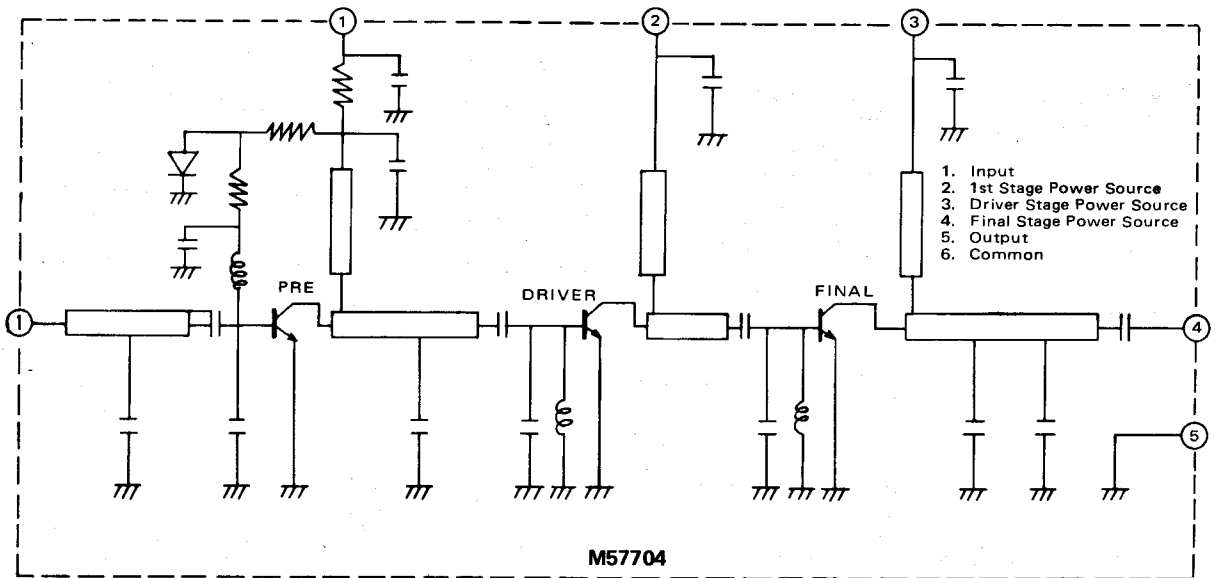 1
2
3
1. Input
2. 1st Stage Power Source
3. Driver Stage Power Source
4. Final Stage Power Source
5. Output
6. Common
PRE
DRIVER
FINAL
1
4
5
M57704